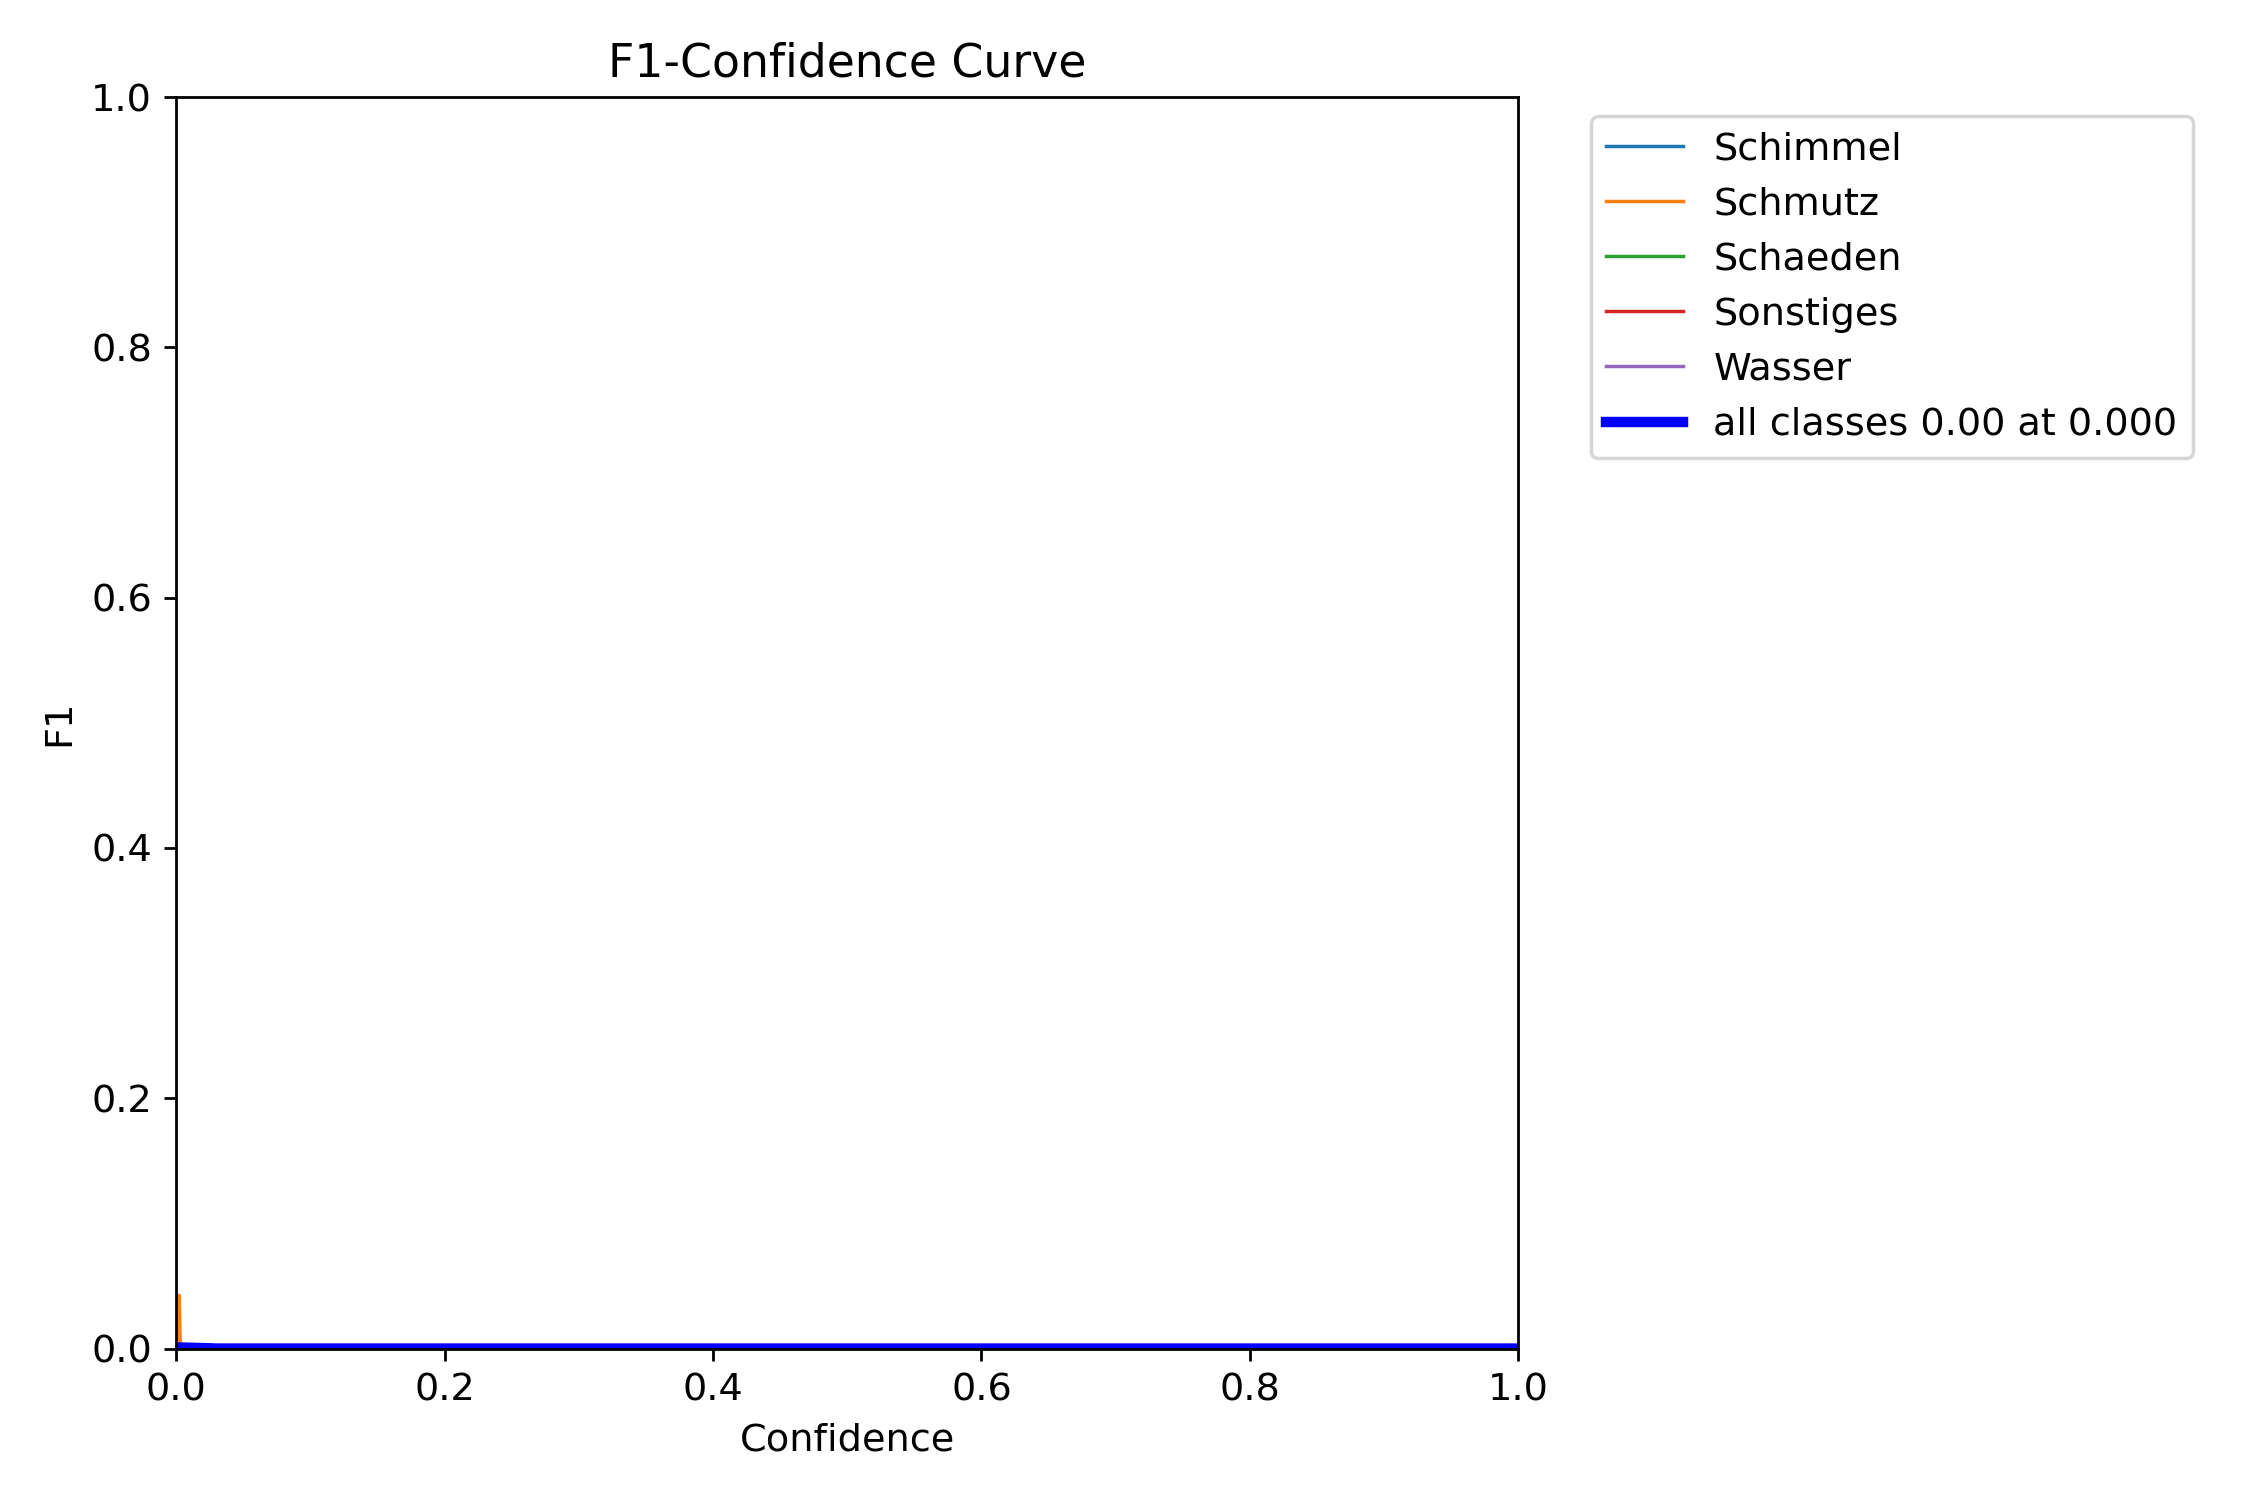 F1-Confidence Curve
1.0
0.8
0.6
0.4
0.2
0.0
F1
0.0 0.2 0.4 0.6 0.8 1.0
Confidence
Schimmel
Schmutz
Schaeden
Sonstiges
Wasser
all classes 0.00 at 0.000